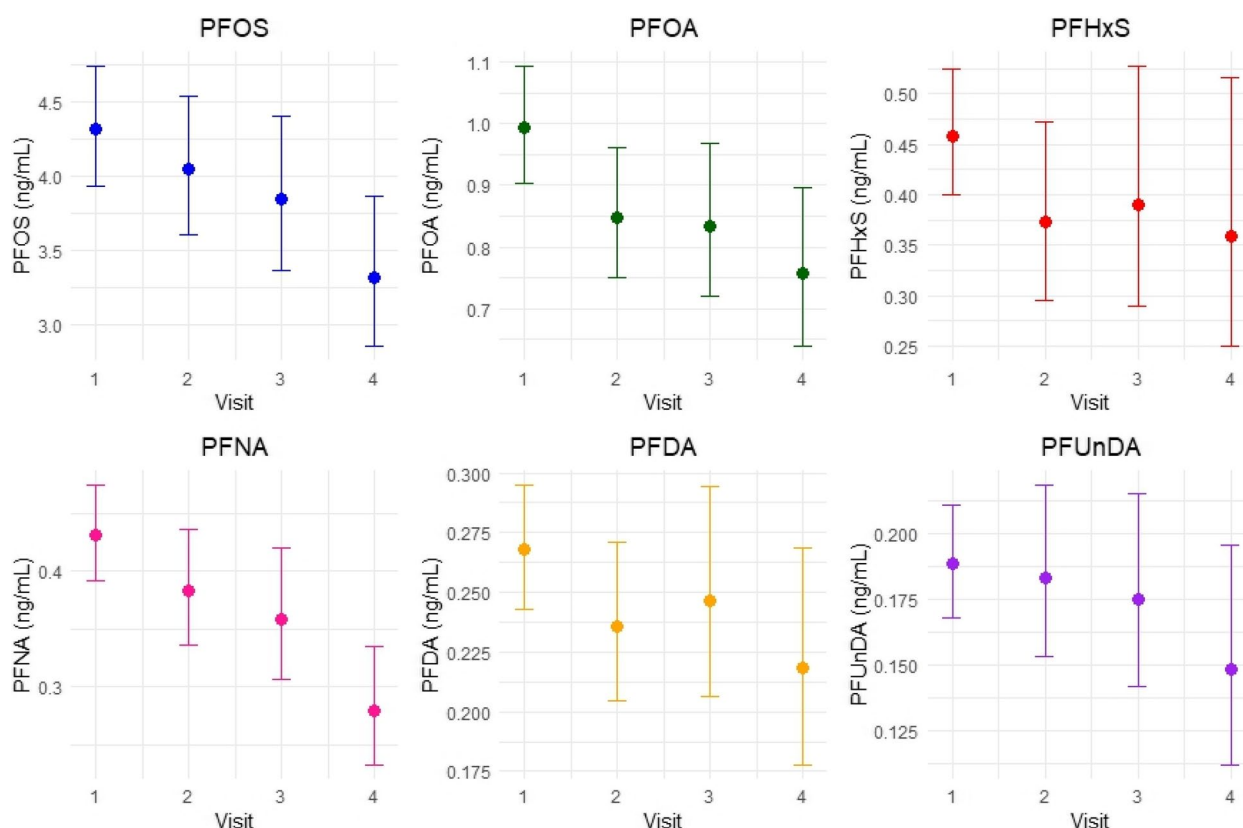 PFOS
PFOS (ng/mL)
4.5
4.0
3.5
3.0
1 2 3 4
Visit
PFOA
PFOA (ng/mL)
1.1
1.0
0.9
0.8
0.7
1 2 3 4
Visit
PFHxS
PFHxS (ng/mL)
0.50
0.45
0.40
0.35
0.30
0.25
1 2 3 4
Visit
PFNA
PFNA (ng/mL)
0.4
0.3
1 2 3 4
Visit
PFDA
PFDA (ng/mL)
0.300
0.275
0.250
0.225
0.200
0.175
1 2 3 4
Visit
PFUnDA
PFUnDA (ng/mL)
0.200
0.175
0.150
0.125
1 2 3 4
Visit